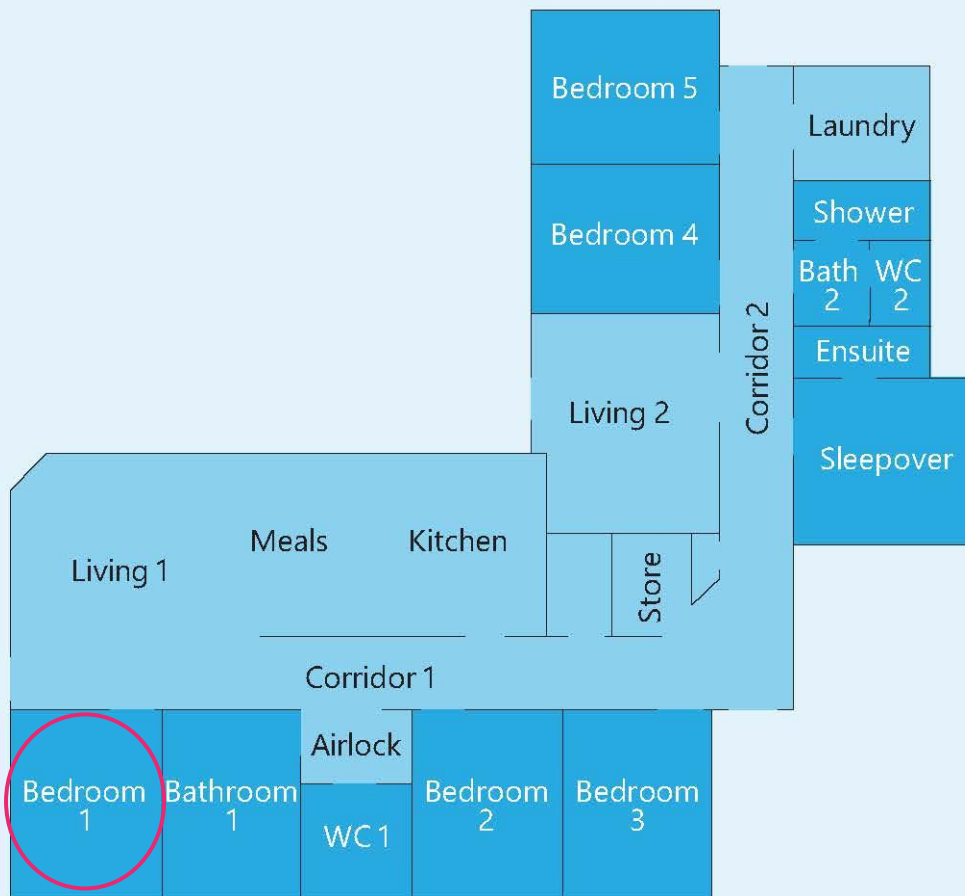 Bedroom 5
Laundry
Shower
Bedroom 4
Bath
2
WC
2
Corridor 2
Ensuite
Living 2
Sleepover
Meals
Kitchen
Living 1
Store
Corridor 1
Airlock
Bedroom
1
Bathroom
1
WC 1
Bedroom
2
Bedroom
3